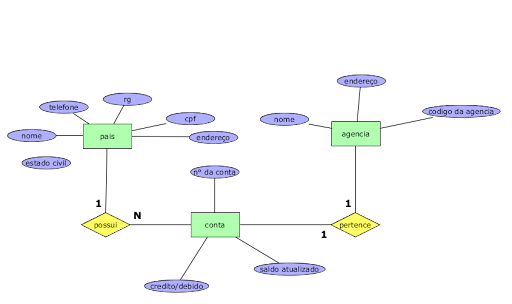 endereço
rg
telefone
cpf
nome
codigo da agencia
nome
pais
endereço
agencia
estado civil
nº da conta
1
1
N
possui
conta
pertence
1
saldo atualizado
credito/debido